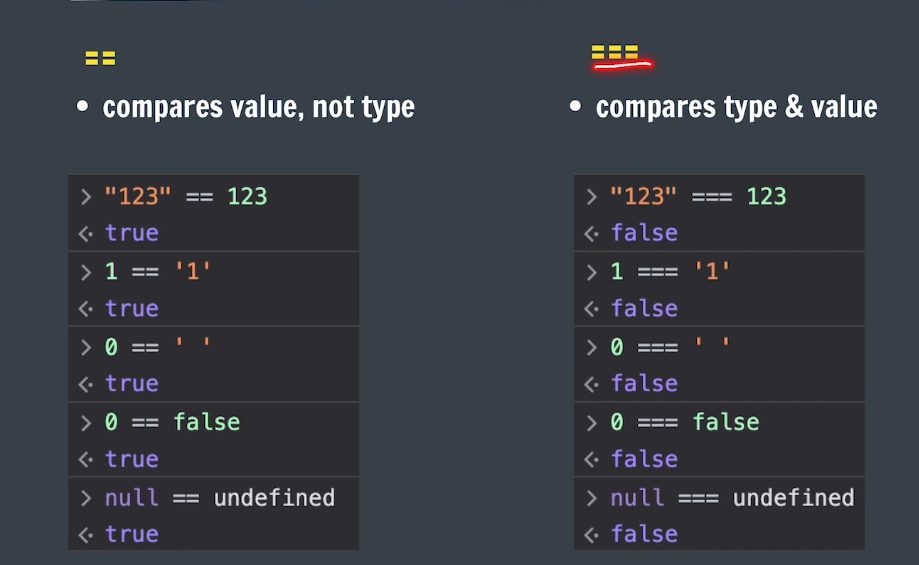 ==
• compares value, not type
> "123" == 123
<· true
> 1 == '1'
<· true
> 0 == ' '
<· true
> 0 == false
<· true
> null == undefined
<· true
===
• compares type & value
> "123" === 123
<· false
> 1 === '1'
<· false
> 0 === ' '
<· false
> 0 === false
<· false
> null === undefined
<· false